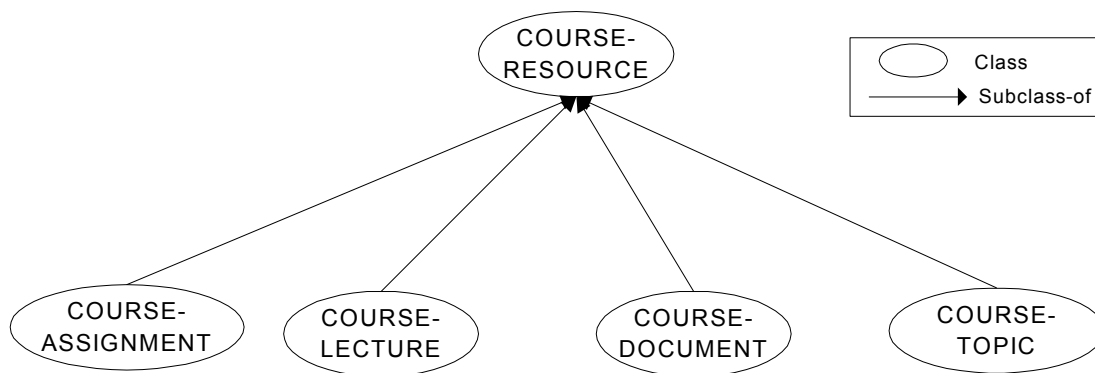 COURSE-
RESOURCE
Class
Subclass-of
COURSE-
ASSIGNMENT
COURSE-
LECTURE
COURSE-
DOCUMENT
COURSE-
TOPIC